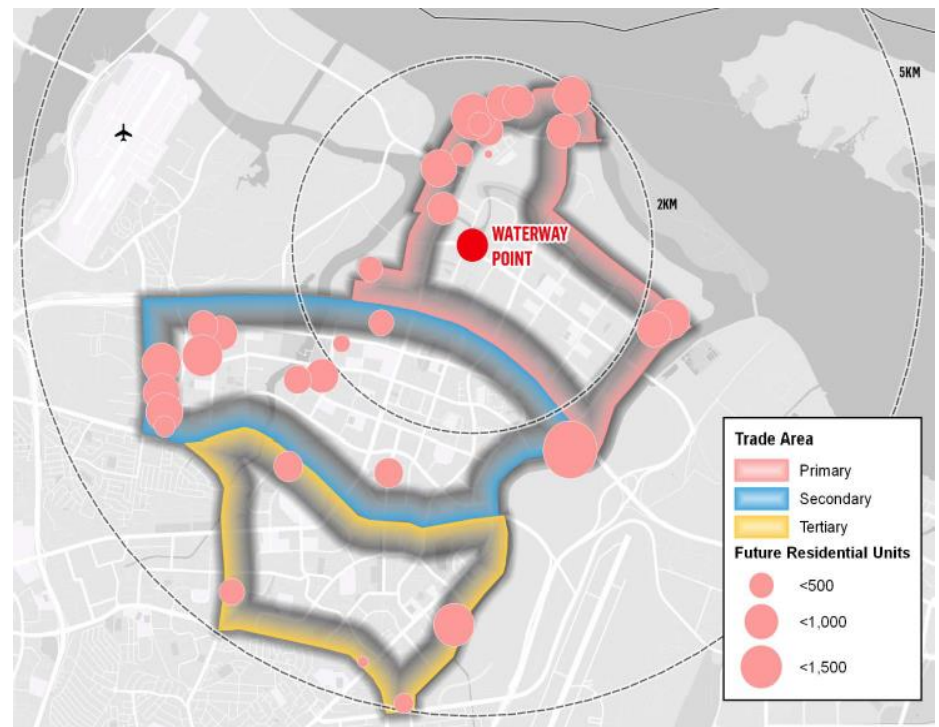 5KM
2KM
WATERWAY
POINT
Trade Area
Primary
Secondary
Tertiary
Future Residential Units
<500
<1,000
<1,500